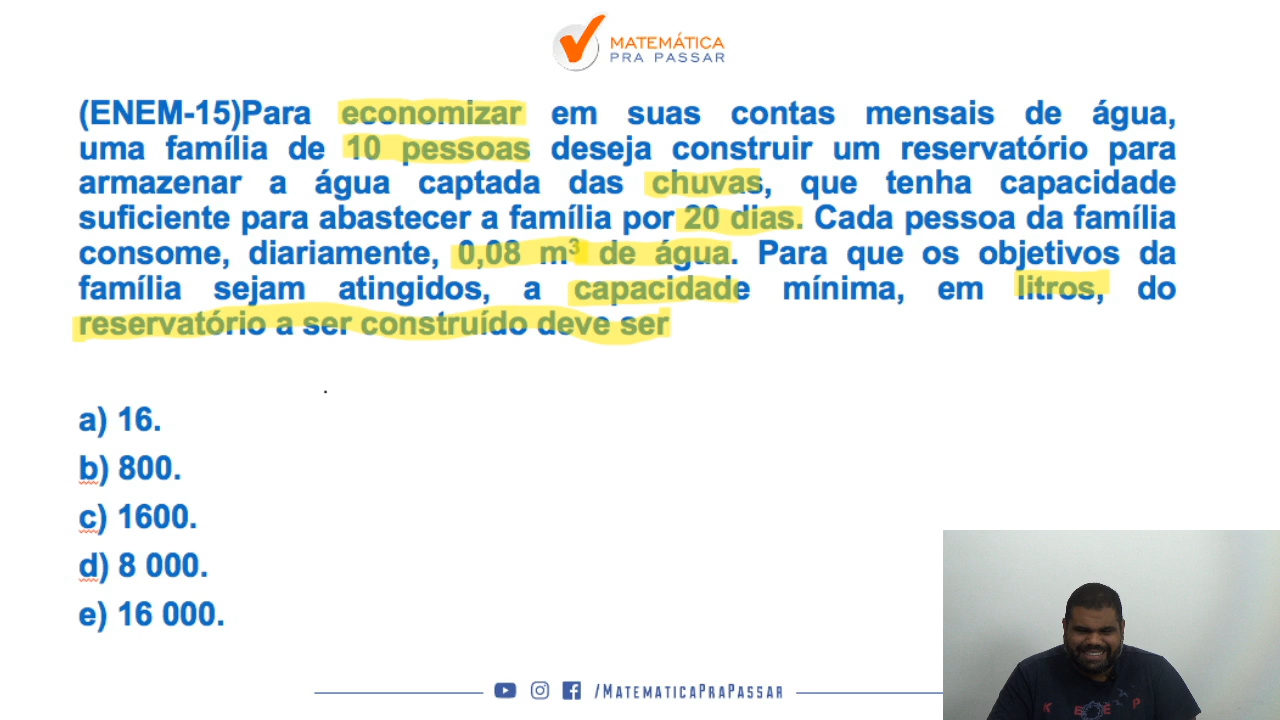 MATEMÁTICA
PRA PASSAR
(ENEM-15)Para economizar em suas contas mensais de água,
uma família de 10 pessoas deseja construir um reservatório para
armazenar a água captada das chuvas, que tenha capacidade
suficiente para abastecer a família por 20 dias. Cada pessoa da família
consome, diariamente, 0,08 m³ de água. Para que os objetivos da
família sejam atingidos, a capacidade mínima, em litros, do
reservatório a ser construído deve ser
a) 16.
b) 800.
c) 1600.
d) 8 000.
e) 16 000.
/MATEMATICAPRAPASSAR